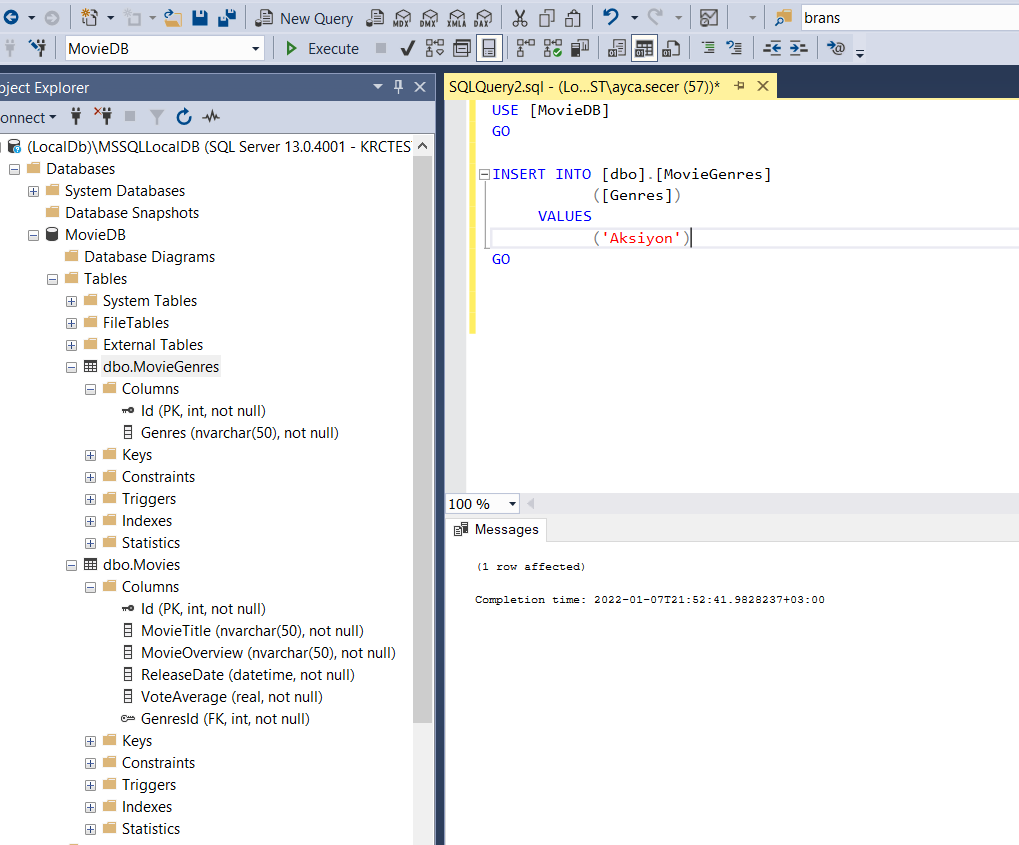 New Query
MDX
DMX
XMLA
DAX
brans
MovieDB
Execute
bject Explorer
SQLQuery2.sql - (Lo...ST\ayca.secer (57))*
onnect
(LocalDb)\MSSQLLocalDB (SQL Server 13.0.4001 - KRCTES
Databases
System Databases
Database Snapshots
MovieDB
Database Diagrams
Tables
System Tables
FileTables
External Tables
dbo.MovieGenres
Columns
Id (PK, int, not null)
Genres (nvarchar(50), not null)
Keys
Constraints
Triggers
Indexes
Statistics
dbo.Movies
Columns
Id (PK, int, not null)
MovieTitle (nvarchar(50), not null)
MovieOverview (nvarchar(50), not null)
ReleaseDate (datetime, not null)
VoteAverage (real, not null)
GenresId (FK, int, not null)
Keys
Constraints
Triggers
Indexes
Statistics
USE [MovieDB]
GO
INSERT INTO [dbo].[MovieGenres]
([Genres])
VALUES
('Aksiyon')
GO
100 %
Messages
(1 row affected)
Completion time: 2022-01-07T21:52:41.9828237+03:00